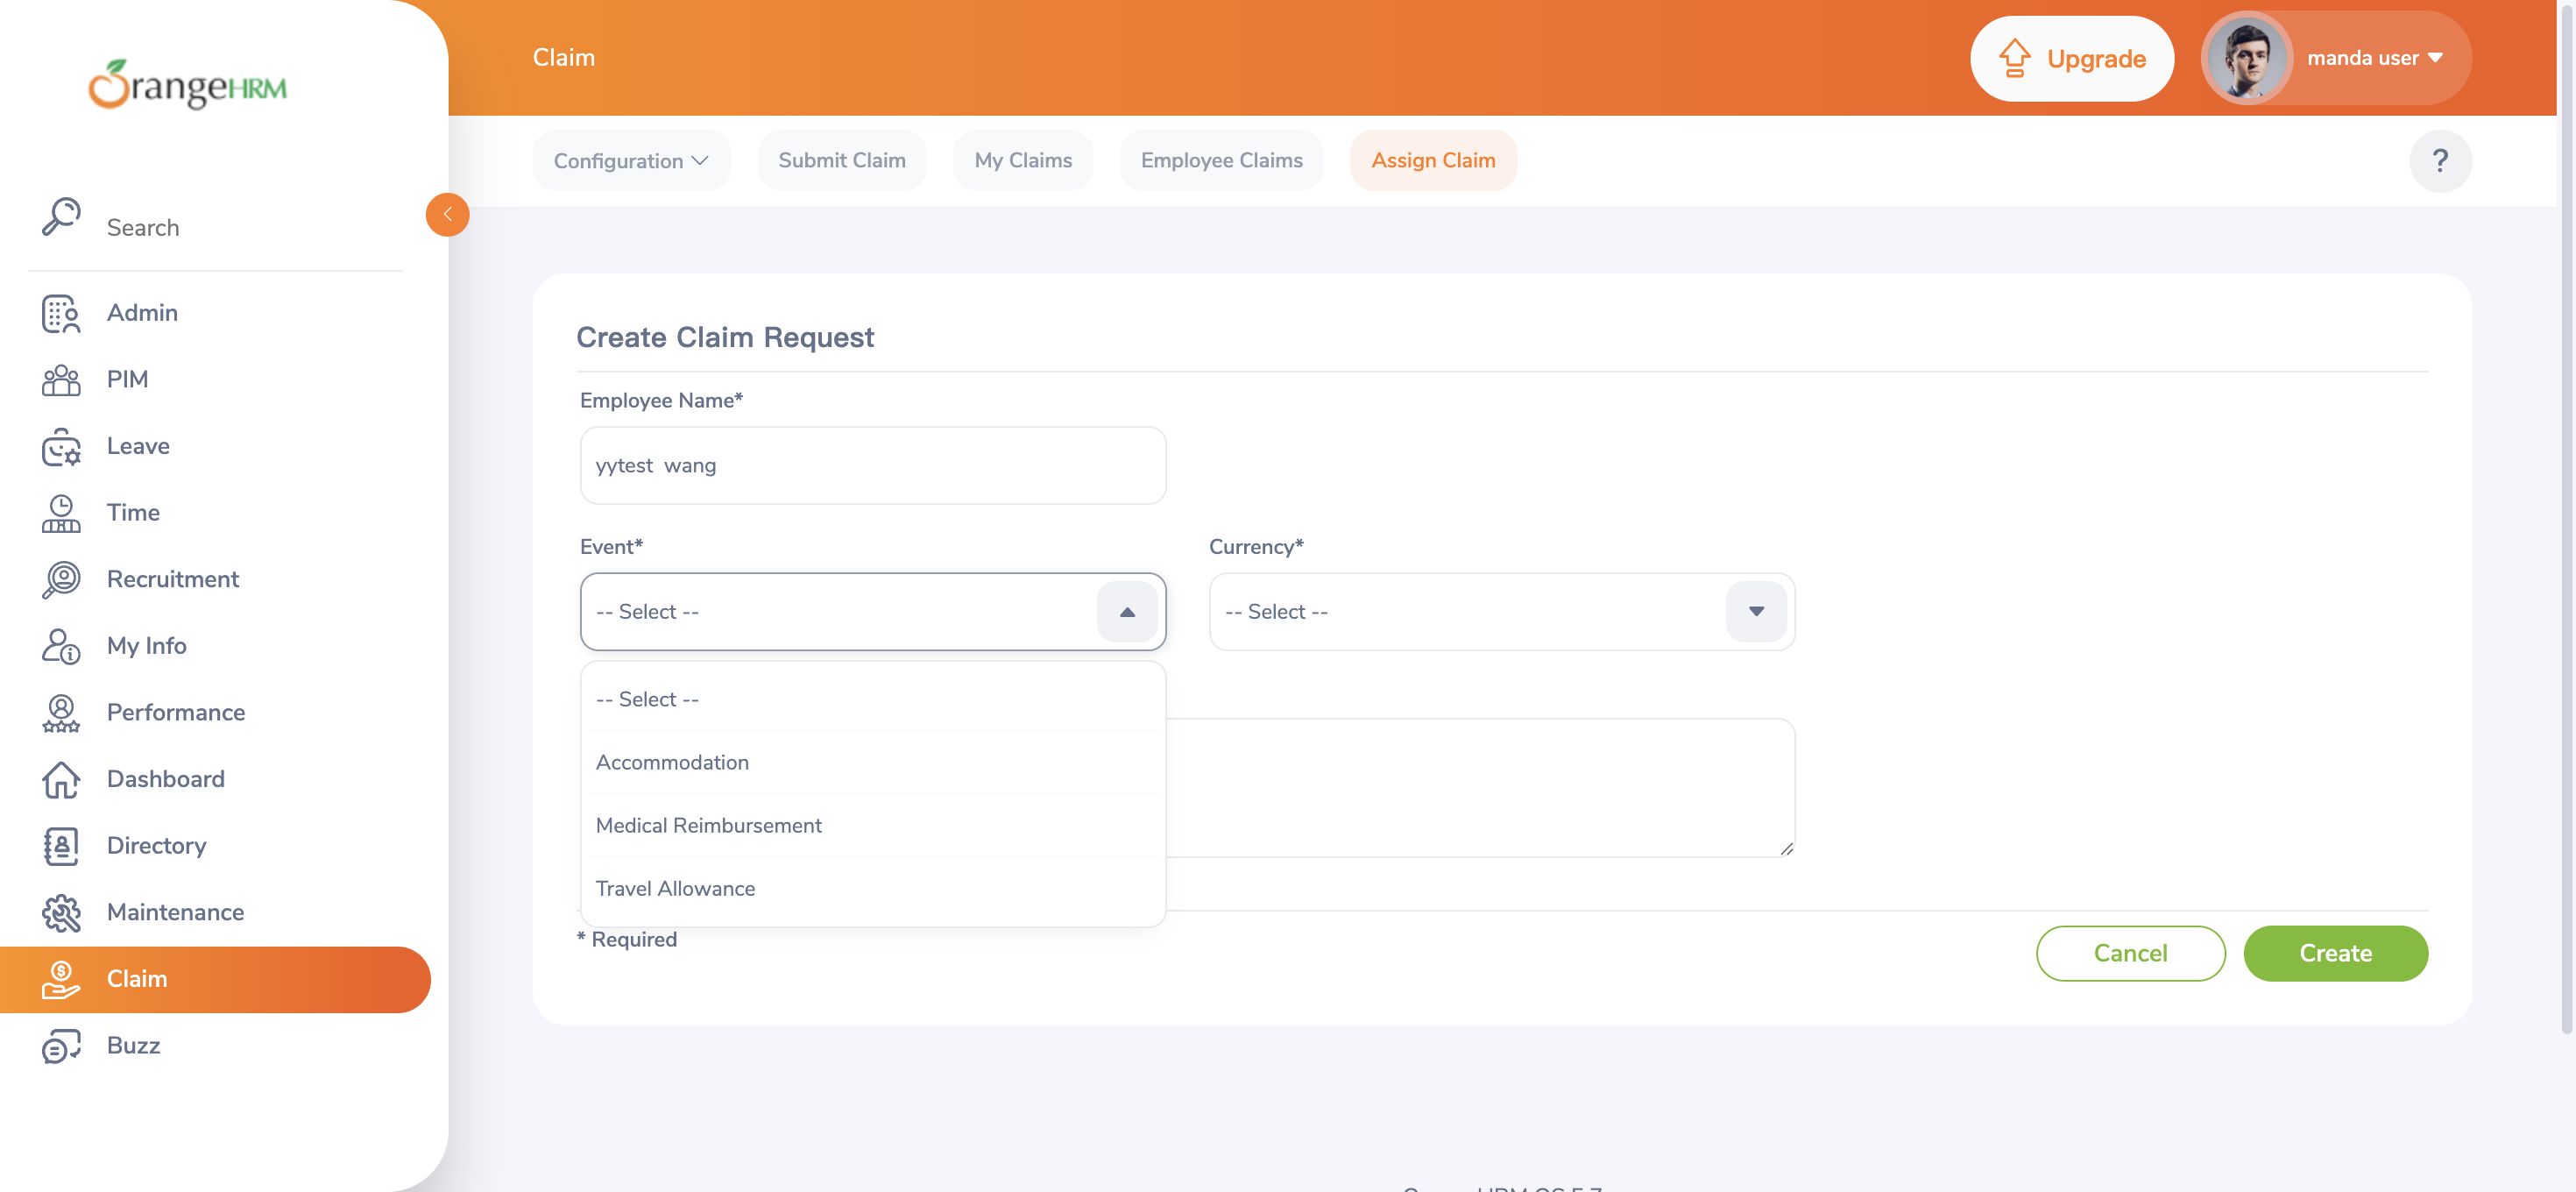 OrangeHRM
Claim
Upgrade
manda user
Configuration
Submit Claim
My Claims
Employee Claims
Assign Claim
?
Search
Admin
PIM
Leave
Time
Recruitment
My Info
Performance
Dashboard
Directory
Maintenance
Claim
Buzz
Create Claim Request
Employee Name*
yytest wang
Event*
Currency*
-- Select --
-- Select --
-- Select --
Accommodation
Medical Reimbursement
Travel Allowance
* Required
Cancel
Create